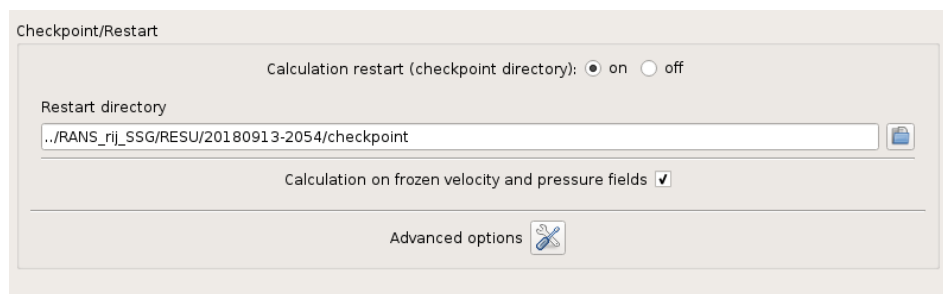 Checkpoint/Restart
Calculation restart (checkpoint directory): on off
Restart directory
../RANS_rij_SSG/RESU/20180913-2054/checkpoint
Calculation on frozen velocity and pressure fields
Advanced options